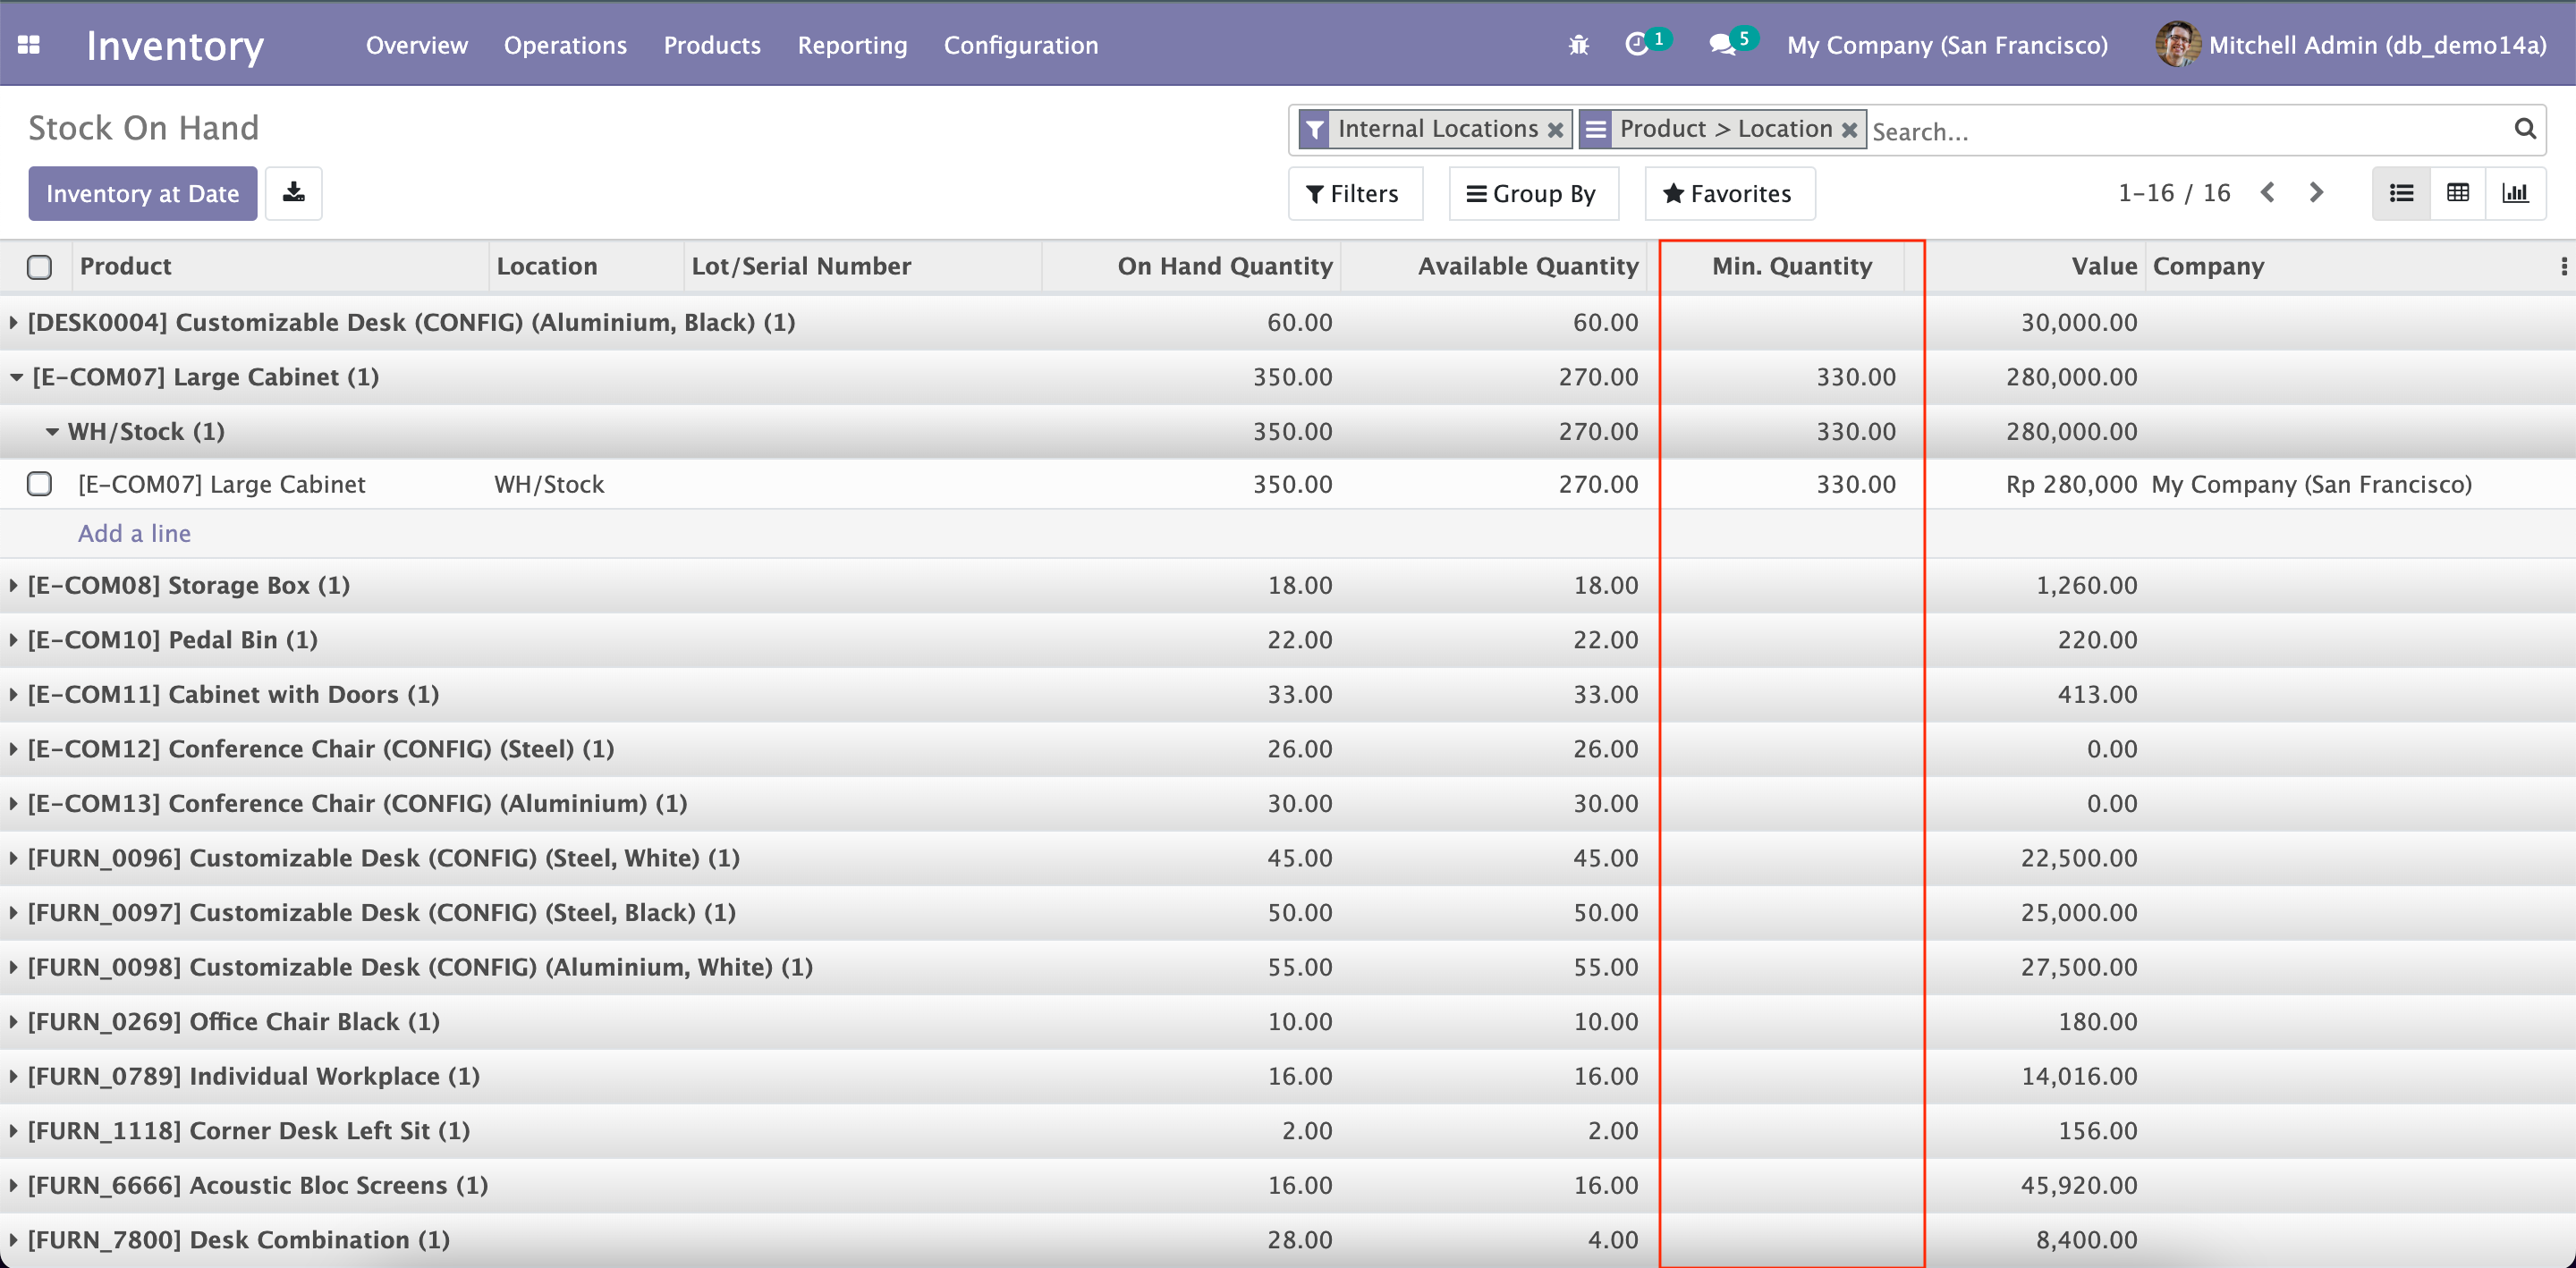 Inventory Overview Operations Products Reporting Configuration 1 5 My Company (San Francisco) Mitchell Admin (db_demo14a)
Stock On Hand
Internal Locations Product > Location Search...
Inventory at Date Filters Group By Favorites 1-16 / 16
Product Location Lot/Serial Number On Hand Quantity Available Quantity Min. Quantity Value Company
[DESK0004] Customizable Desk (CONFIG) (Aluminium, Black) (1) 60.00 60.00 30,000.00
[E-COM07] Large Cabinet (1) 350.00 270.00 330.00 280,000.00
WH/Stock (1) 350.00 270.00 330.00 280,000.00
[E-COM07] Large Cabinet WH/Stock 350.00 270.00 330.00 Rp 280,000 My Company (San Francisco)
Add a line
[E-COM08] Storage Box (1) 18.00 18.00 1,260.00
[E-COM10] Pedal Bin (1) 22.00 22.00 220.00
[E-COM11] Cabinet with Doors (1) 33.00 33.00 413.00
[E-COM12] Conference Chair (CONFIG) (Steel) (1) 26.00 26.00 0.00
[E-COM13] Conference Chair (CONFIG) (Aluminium) (1) 30.00 30.00 0.00
[FURN_0096] Customizable Desk (CONFIG) (Steel, White) (1) 45.00 45.00 22,500.00
[FURN_0097] Customizable Desk (CONFIG) (Steel, Black) (1) 50.00 50.00 25,000.00
[FURN_0098] Customizable Desk (CONFIG) (Aluminium, White) (1) 55.00 55.00 27,500.00
[FURN_0269] Office Chair Black (1) 10.00 10.00 180.00
[FURN_0789] Individual Workplace (1) 16.00 16.00 14,016.00
[FURN_1118] Corner Desk Left Sit (1) 2.00 2.00 156.00
[FURN_6666] Acoustic Bloc Screens (1) 16.00 16.00 45,920.00
[FURN_7800] Desk Combination (1) 28.00 4.00 8,400.00